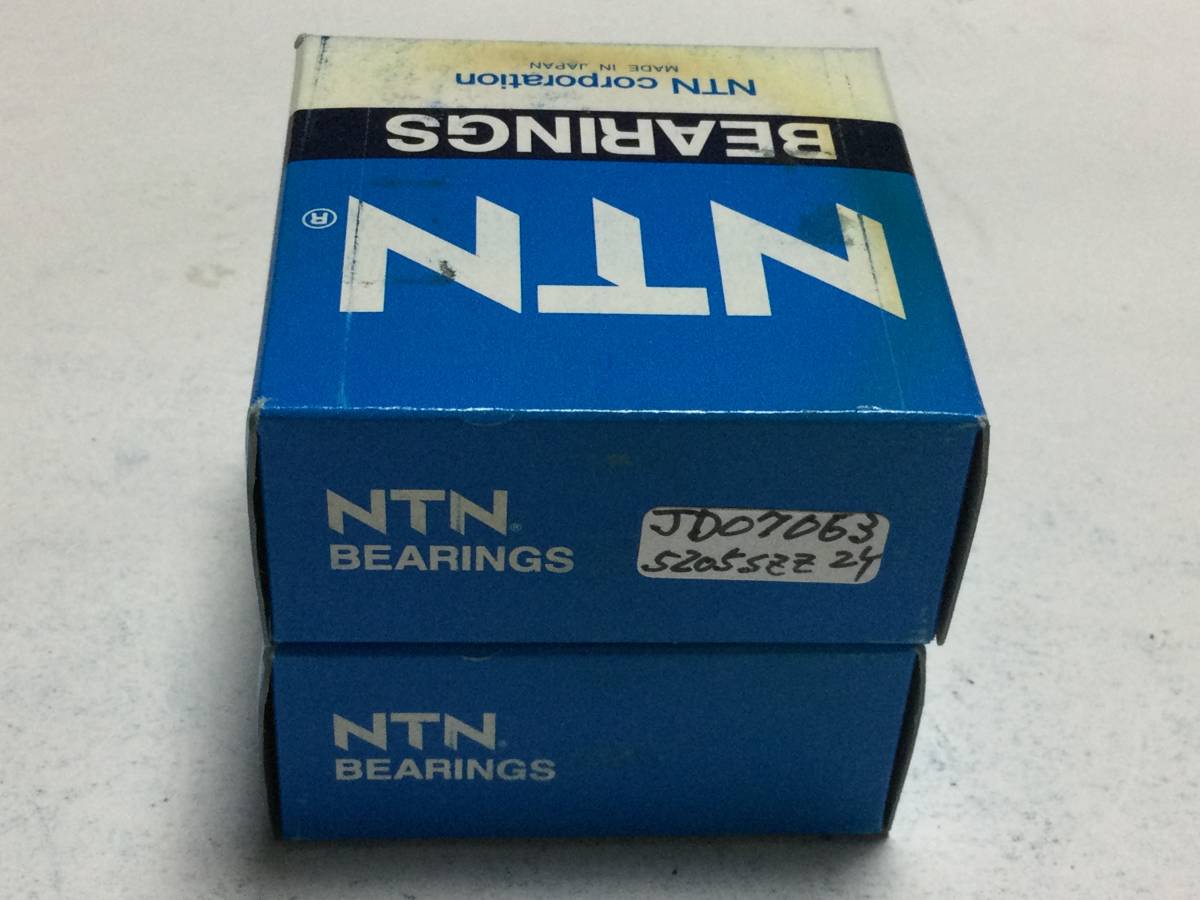 NTN corporation
MADE IN JAPAN
BEARINGS
NTN®
NTN®
BEARINGS
JD07063
5205SZZ 24
NTN®
BEARINGS